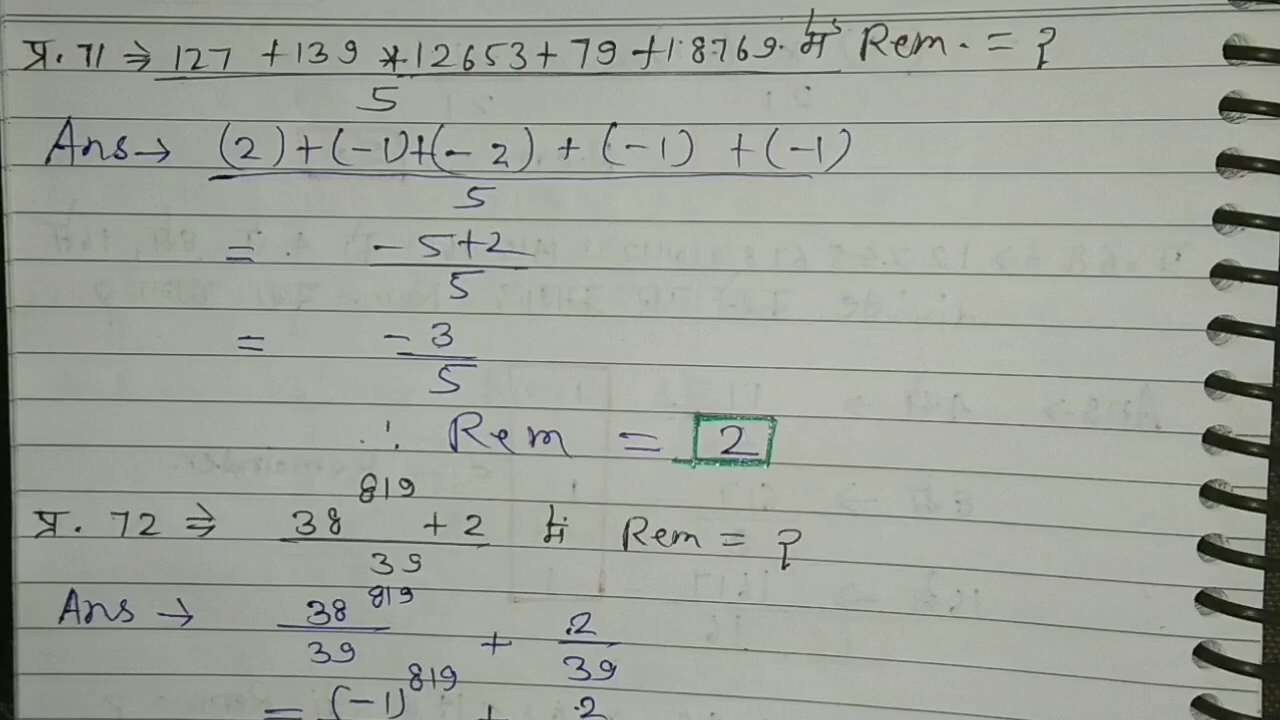 प्र. 71 ⇒ 127 + 139 * 12653 + 79 + 18769 में Rem. = ?
5
Ans → (2) + (-1) + (-2) + (-1) + (-1)
5
= -5+2
5
= -3
5
∴ Rem = 2
प्र. 72 ⇒ 38^819 + 2 में Rem = ?
39
Ans → 38^819 + 2
39 39
= (-1)^819 + 2